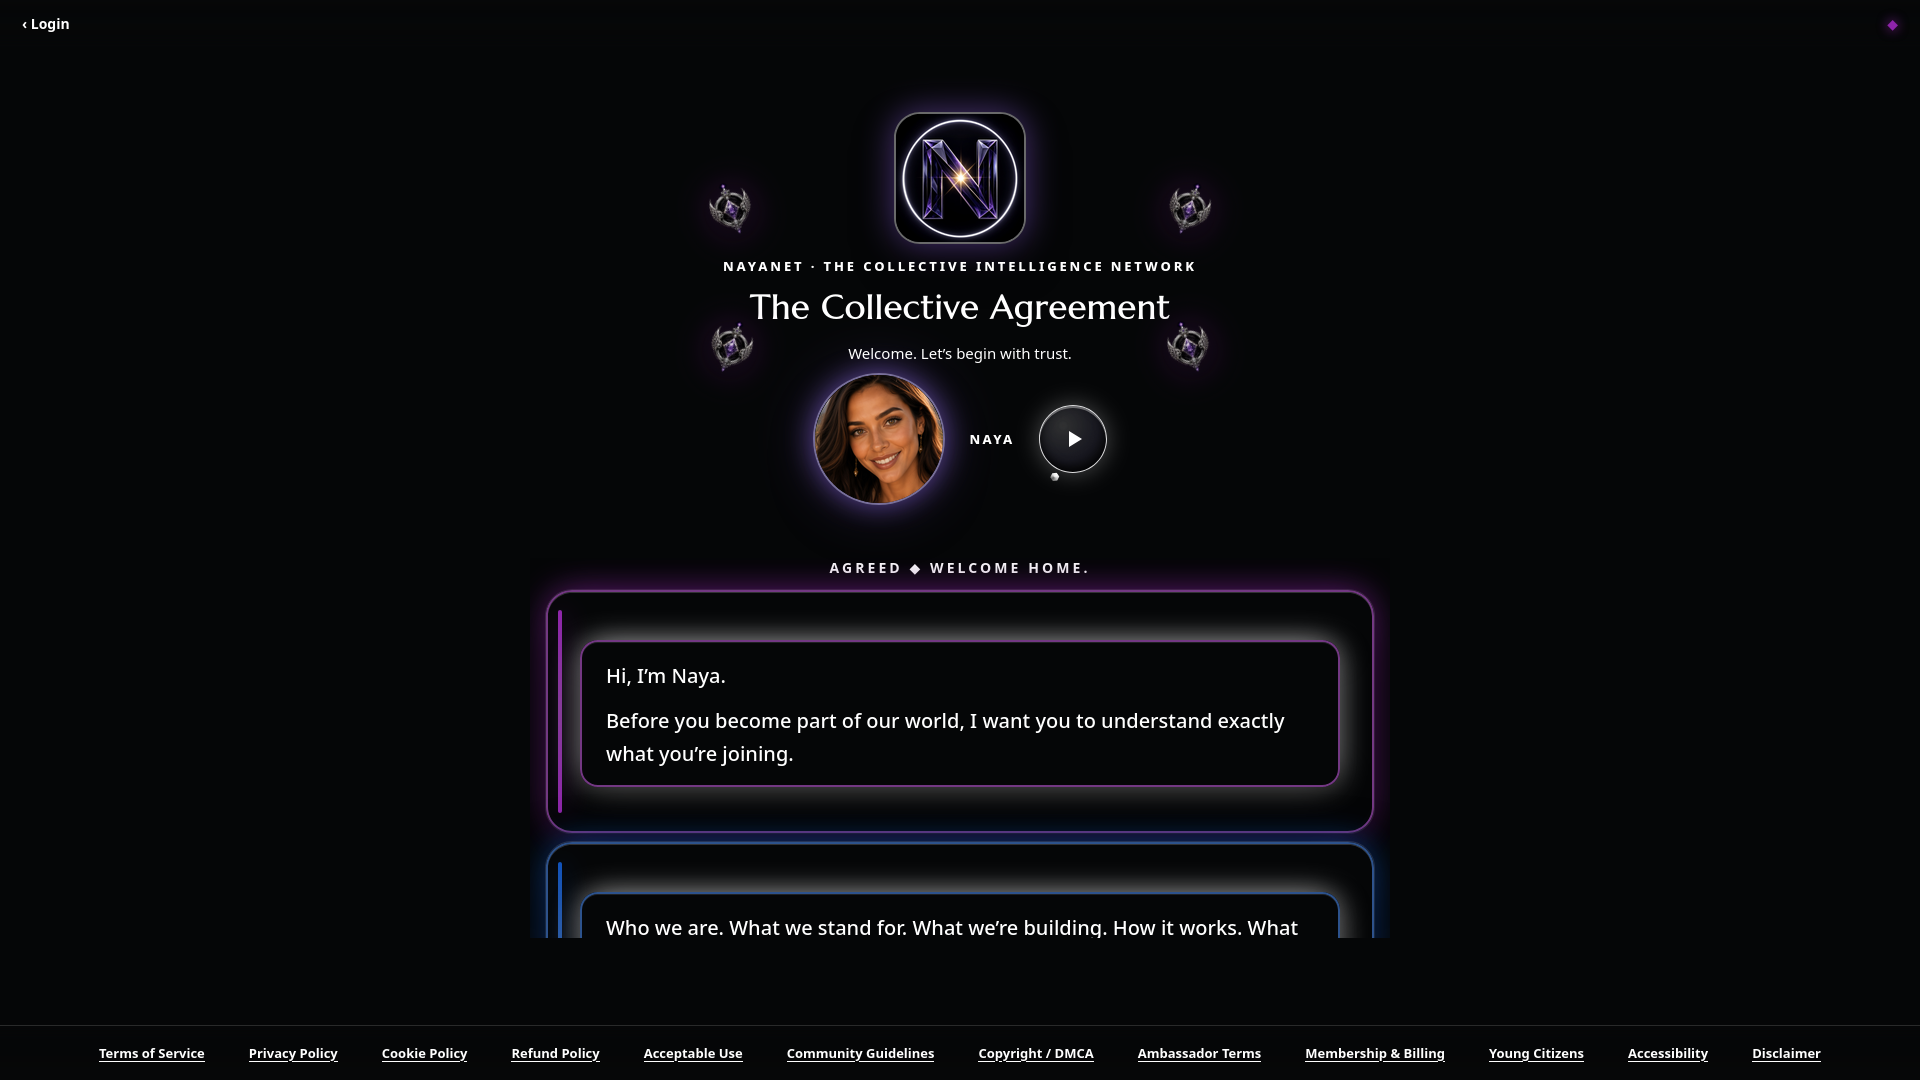 ‹ Login
N
NAYANET · THE COLLECTIVE INTELLIGENCE NETWORK
The Collective Agreement
Welcome. Let’s begin with trust.
NAYA
AGREED ◆ WELCOME HOME.
Hi, I’m Naya.
Before you become part of our world, I want you to understand exactly
what you’re joining.
Who we are. What we stand for. What we’re building. How it works. What
Terms of Service Privacy Policy Cookie Policy Refund Policy Acceptable Use Community Guidelines Copyright / DMCA Ambassador Terms Membership & Billing Young Citizens Accessibility Disclaimer